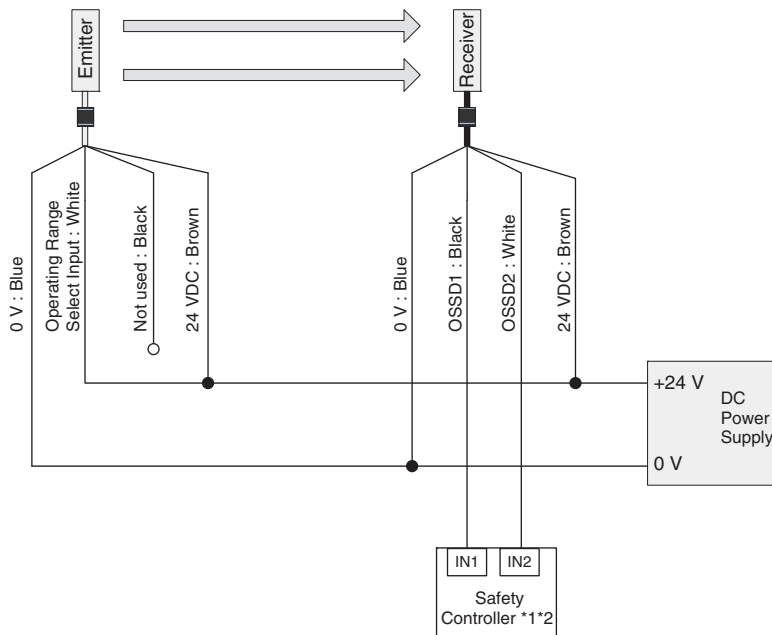 Emitter
Receiver
0 V : Blue
Operating Range
Select Input : White
Not used : Black
24 VDC : Brown
0 V : Blue
OSSD1 : Black
OSSD2 : White
24 VDC : Brown
+24 V
DC
Power
Supply
0 V
IN1
IN2
Safety
Controller *1*2